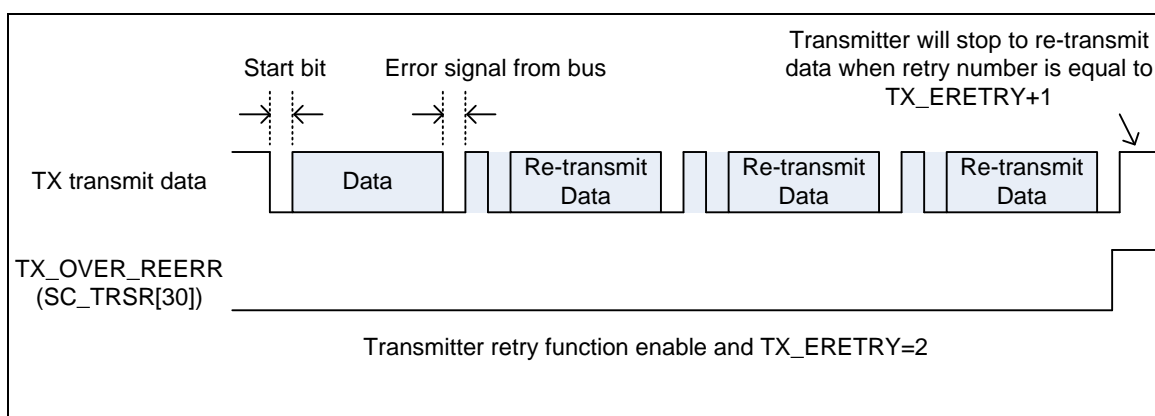 Transmitter will stop to re-transmit
data when retry number is equal to
TX_ERETRY+1
Start bit
Error signal from bus
TX transmit data
Data
Re-transmit
Data
Re-transmit
Data
Re-transmit
Data
TX_OVER_REERR
(SC_TRSR[30])
Transmitter retry function enable and TX_ERETRY=2